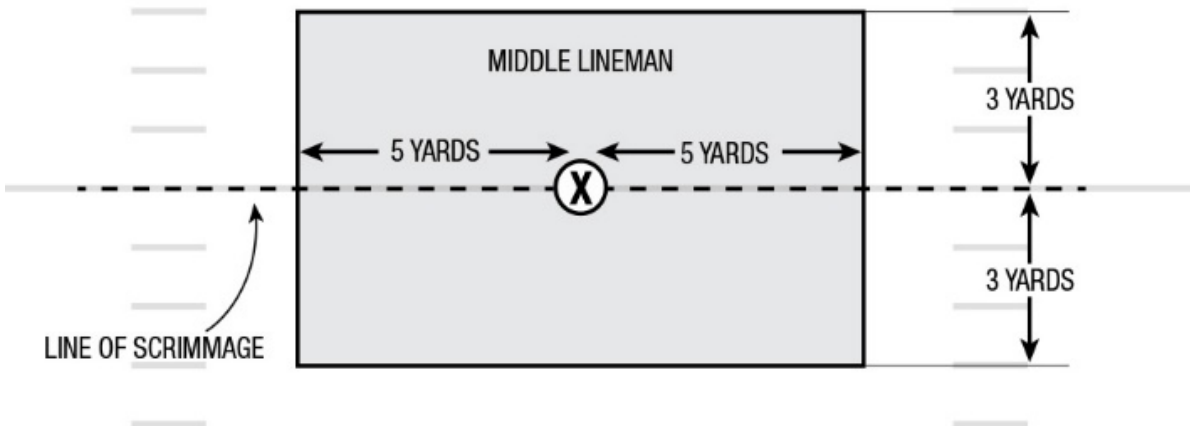 MIDDLE LINEMAN
3 YARDS
5 YARDS
5 YARDS
X
3 YARDS
LINE OF SCRIMMAGE